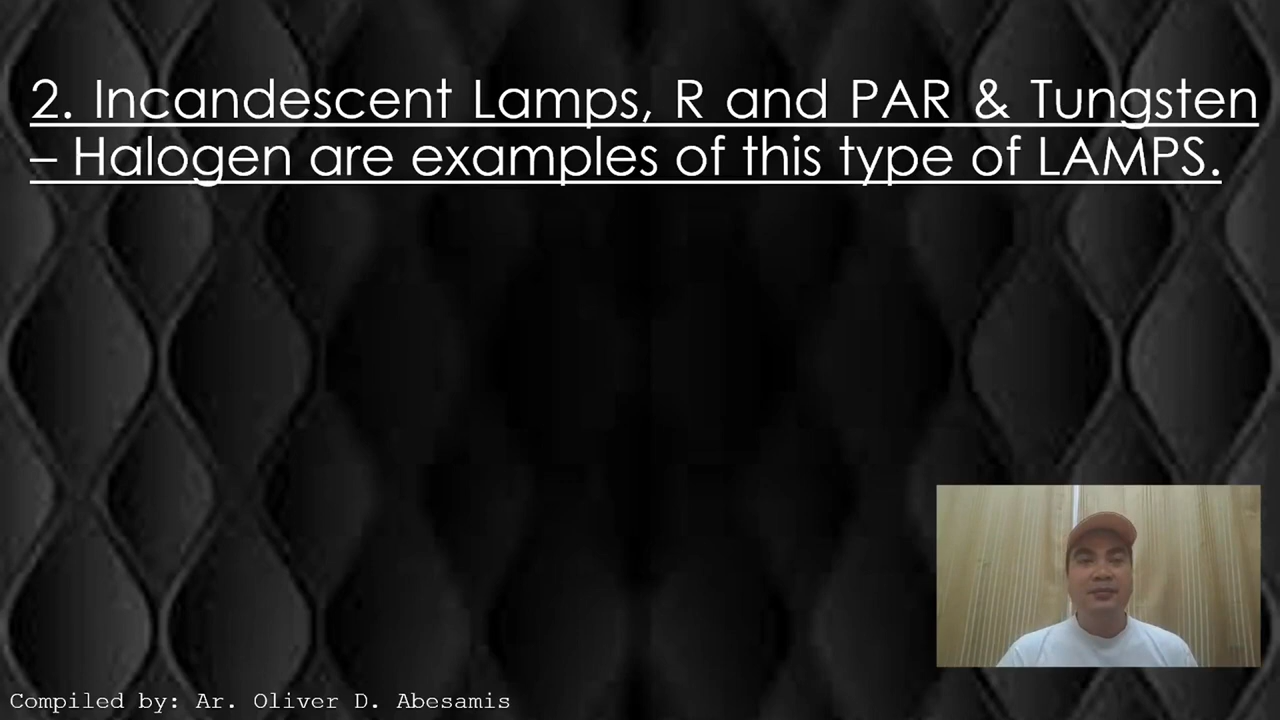 2. Incandescent Lamps, R and PAR & Tungsten
– Halogen are examples of this type of LAMPS.
Compiled by: Ar. Oliver D. Abesamis